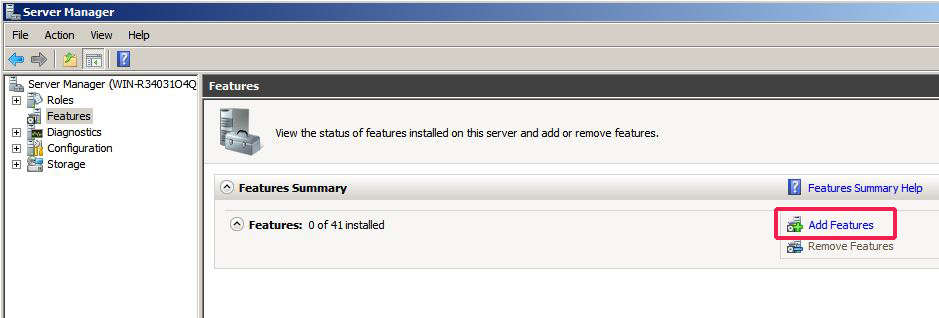 Server Manager
File Action View Help
Server Manager (WIN-R34031O4Q
Roles
Features
Diagnostics
Configuration
Storage
Features
View the status of features installed on this server and add or remove features.
Features Summary
Features Summary Help
Features: 0 of 41 installed
Add Features
Remove Features